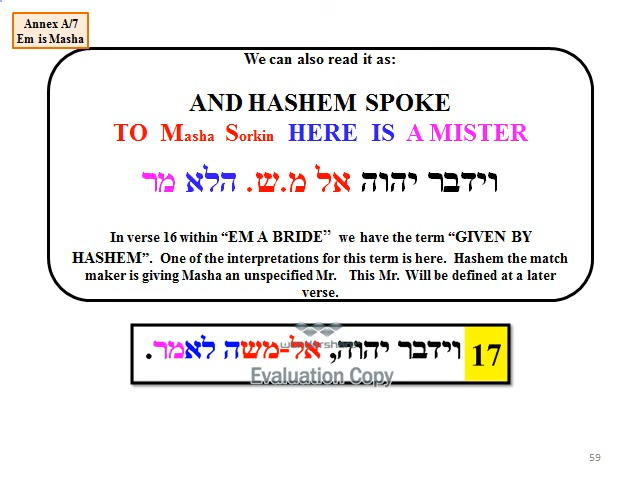 Annex A/7
Em is Masha
We can also read it as:
AND HASHEM SPOKE
TO Masha Sorkin HERE IS A MISTER
וידבר יהוה אל מ.ש. הלא מר
In verse 16 within “EM A BRIDE” we have the term “GIVEN BY
HASHEM”. One of the interpretations for this term is here. Hashem the match
maker is giving Masha an unspecified Mr. This Mr. Will be defined at a later
verse.
17 וידבר יהוה, אל-משה לאמר.
Evaluation Copy
59